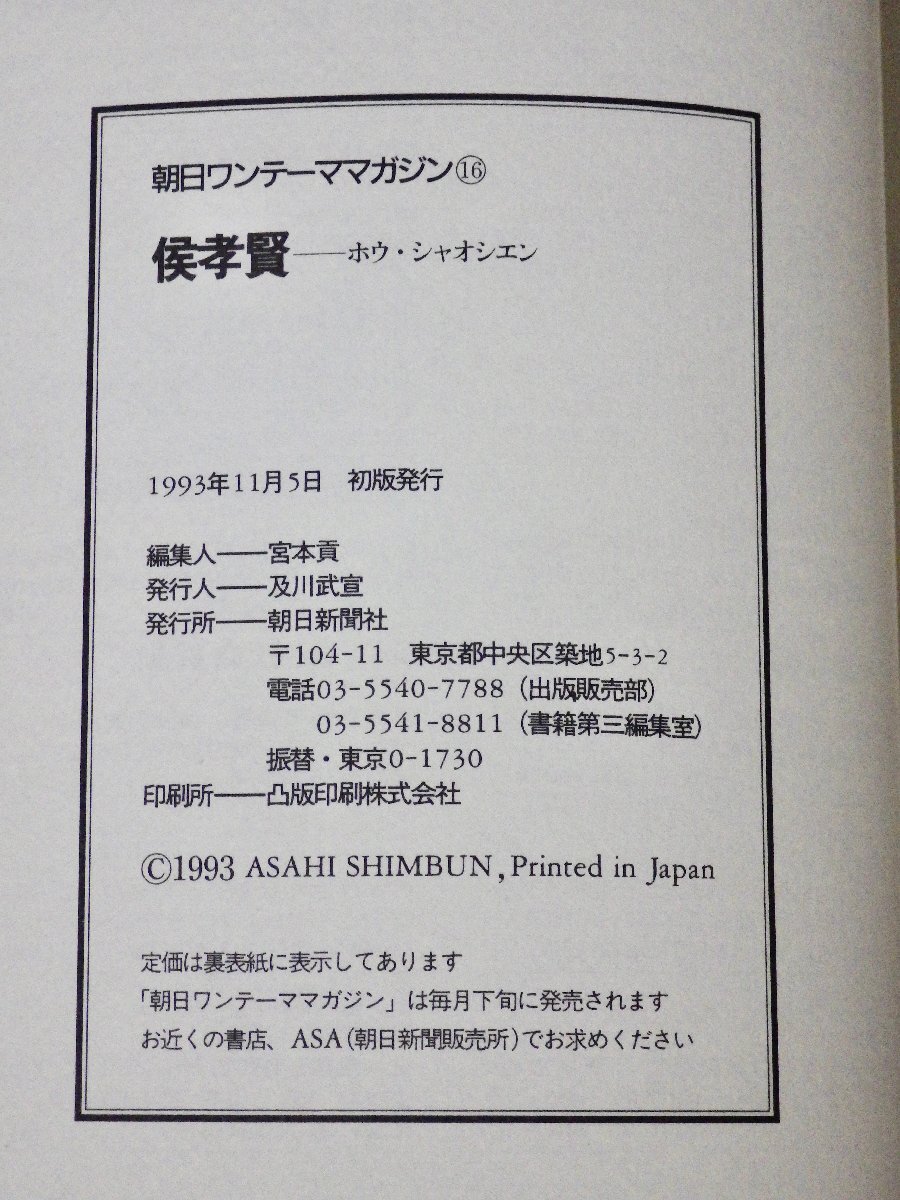 朝日ワンテーママガジン⑯
侯孝賢──ホウ・シャオシエン
1993年11月5日 初版発行
編集人──宮本貢
発行人──及川武宣
発行所──朝日新聞社
〒104-11 東京都中央区築地5-3-2
電話03-5540-7788（出版販売部）
03-5541-8811（書籍第三編集室）
振替・東京0-1730
印刷所──凸版印刷株式会社
©1993 ASAHI SHIMBUN, Printed in Japan
定価は裏表紙に表示してあります
「朝日ワンテーママガジン」は毎月下旬に発売されます
お近くの書店、ASA（朝日新聞販売所）でお求めください